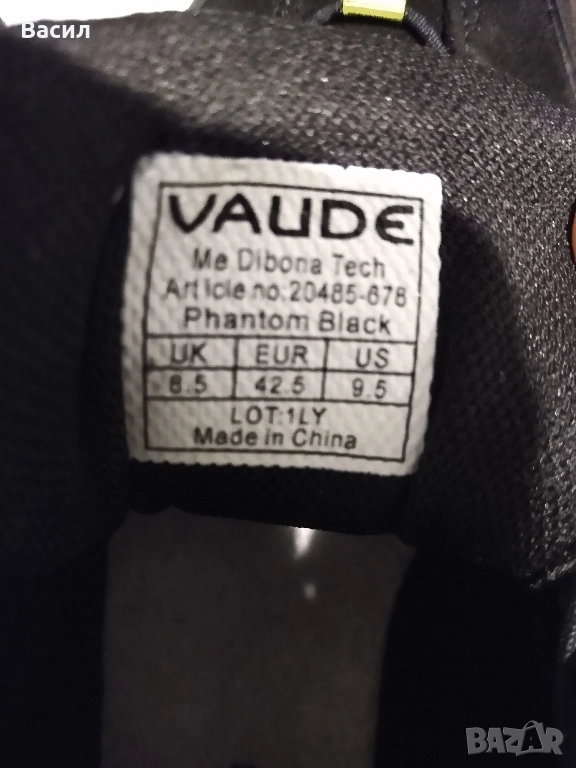 Васил
VAUDE
Me Dibona Tech
Article no: 20485-678
Phantom Black
UK EUR US
8.5 42.5 9.5
LOT:1LY
Made in China
BAZAR